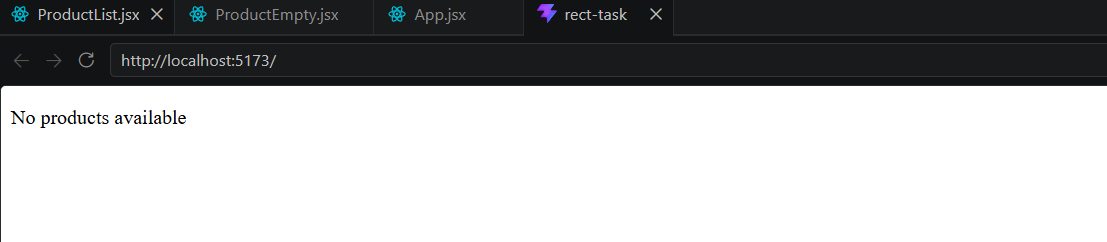 ProductList.jsx ProductEmpty.jsx App.jsx rect-task
http://localhost:5173/
No products available